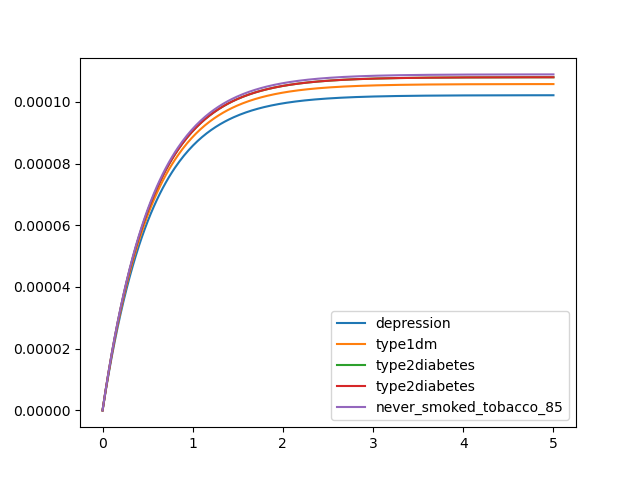 0.00010
0.00008
0.00006
0.00004
0.00002
0.00000
0 1 2 3 4 5
depression
type1dm
type2diabetes
type2diabetes
never_smoked_tobacco_85